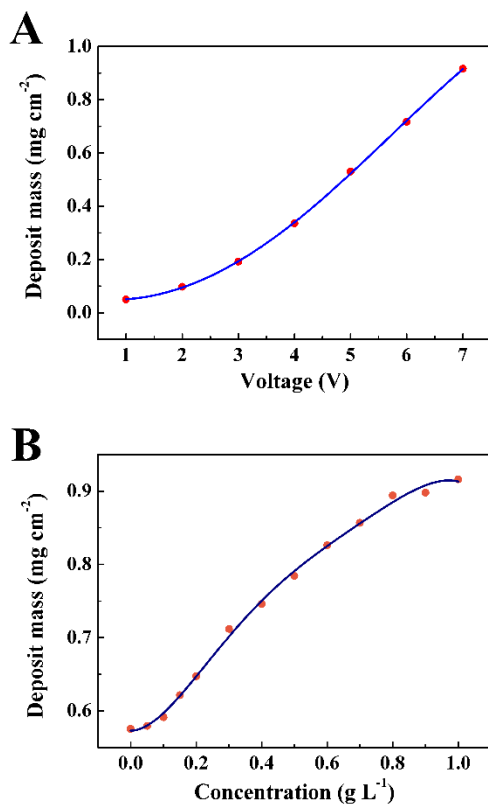 A
Deposit mass (mg cm⁻²)
1.0
0.8
0.6
0.4
0.2
0.0
1 2 3 4 5 6 7
Voltage (V)
B
Deposit mass (mg cm⁻²)
0.9
0.8
0.7
0.6
0.0 0.2 0.4 0.6 0.8 1.0
Concentration (g L⁻¹)